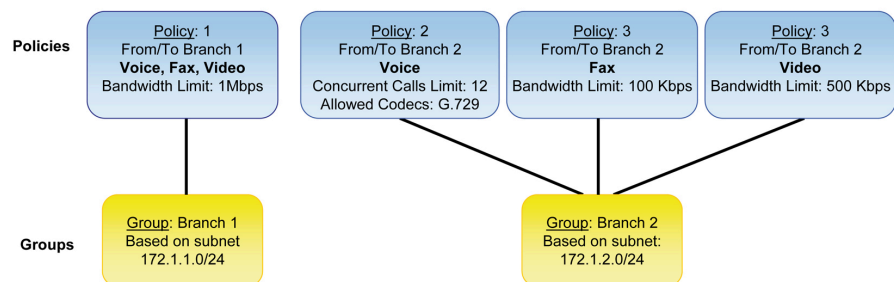 Policies
Policy: 1
From/To Branch 1
Voice, Fax, Video
Bandwidth Limit: 1Mbps
Policy: 2
From/To Branch 2
Voice
Concurrent Calls Limit: 12
Allowed Codecs: G.729
Policy: 3
From/To Branch 2
Fax
Bandwidth Limit: 100 Kbps
Policy: 3
From/To Branch 2
Video
Bandwidth Limit: 500 Kbps
Groups
Group: Branch 1
Based on subnet
172.1.1.0/24
Group: Branch 2
Based on subnet:
172.1.2.0/24